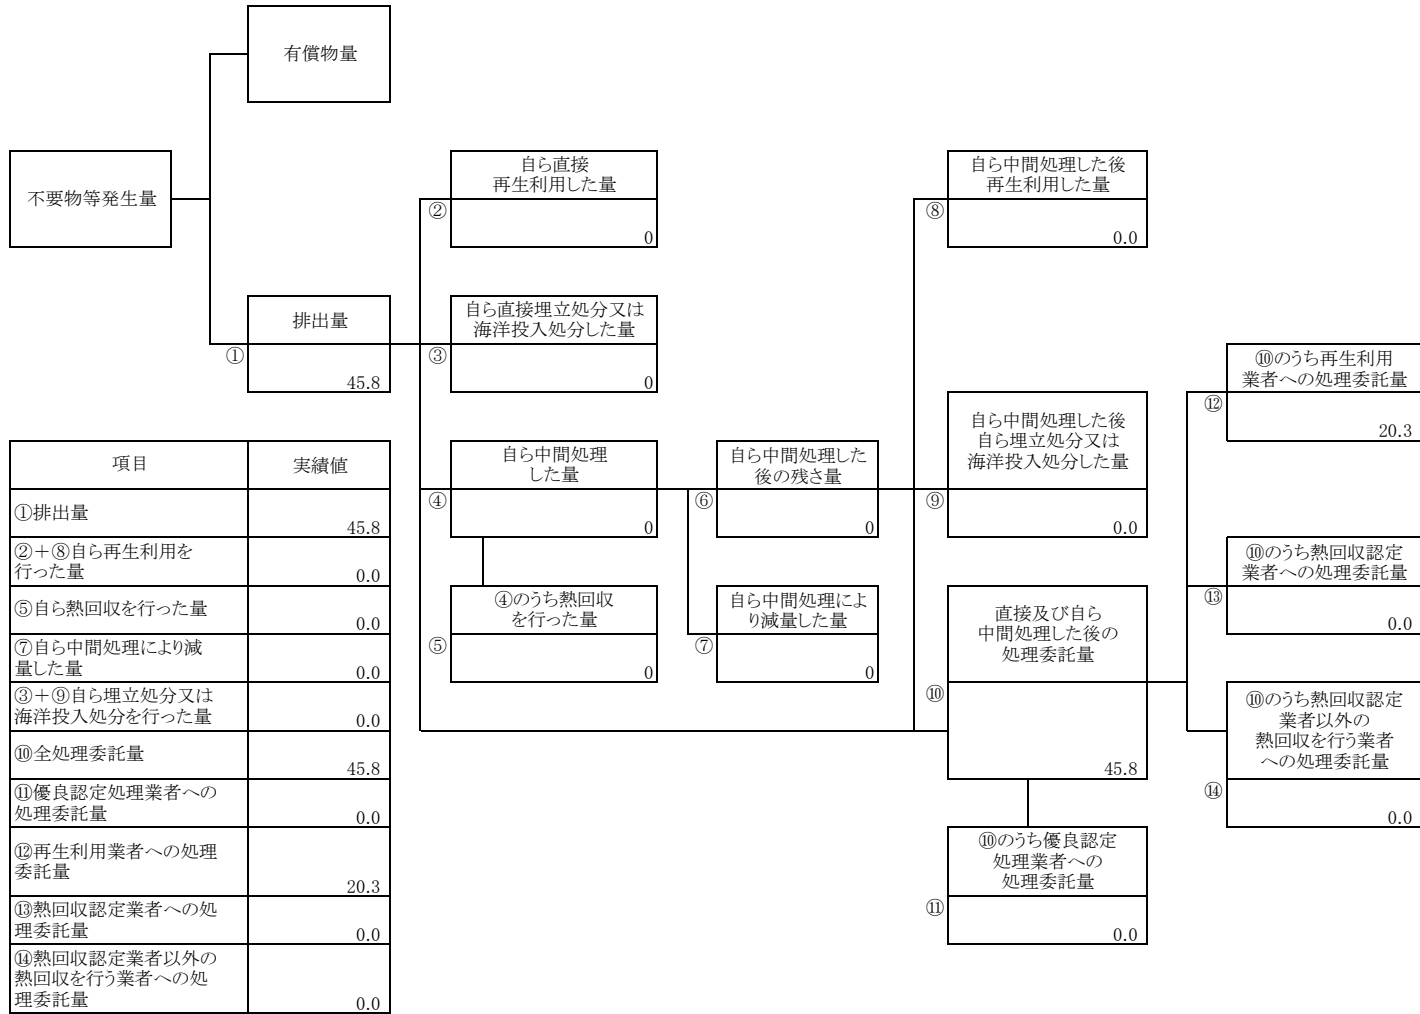 有償物量
不要物等発生量
排出量
①
45.8
自ら直接
再生利用した量
②
0
自ら直接埋立処分又は
海洋投入処分した量
③
0
自ら中間処理
した量
④
0
④のうち熱回収
を行った量
⑤
0
自ら中間処理した
後の残さ量
⑥
0
自ら中間処理によ
り減量した量
⑦
0
自ら中間処理した後
再生利用した量
⑧
0.0
自ら中間処理した後
自ら埋立処分又は
海洋投入処分した量
⑨
0.0
直接及び自ら
中間処理した後の
処理委託量
⑩
45.8
⑩のうち優良認定
処理業者への
処理委託量
⑪
0.0
⑩のうち再生利用
業者への処理委託量
⑫
20.3
⑩のうち熱回収認定
業者への処理委託量
⑬
0.0
⑩のうち熱回収認定
業者以外の
熱回収を行う業者
への処理委託量
⑭
0.0
項目 実績値
①排出量
45.8
②＋⑧自ら再生利用を
行った量 0.0
⑤自ら熱回収を行った量
0.0
⑦自ら中間処理により減
量した量 0.0
③＋⑨自ら埋立処分又は
海洋投入処分を行った量 0.0
⑩全処理委託量
45.8
⑪優良認定処理業者への
処理委託量 0.0
⑫再生利用業者への処理
委託量
20.3
⑬熱回収認定業者への処
理委託量 0.0
⑭熱回収認定業者以外の
熱回収を行う業者への処
理委託量 0.0